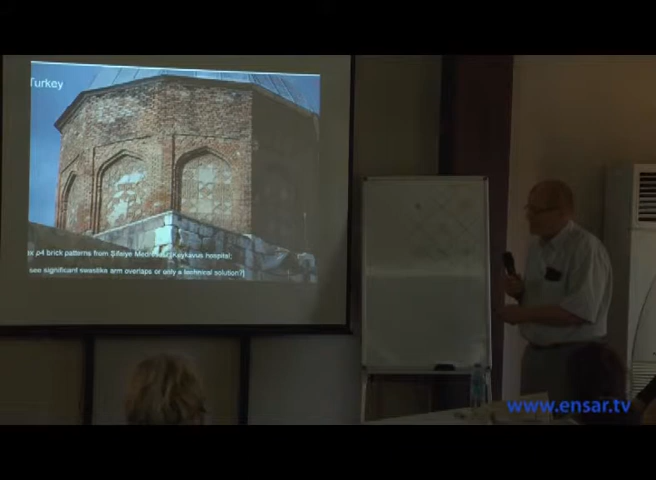 Turkey
p4 brick patterns from Şifaiye Medresesi/Keykavus hospital;
see significant swastikalike arm overlaps or only a technical solution?]
www.ensar.tv